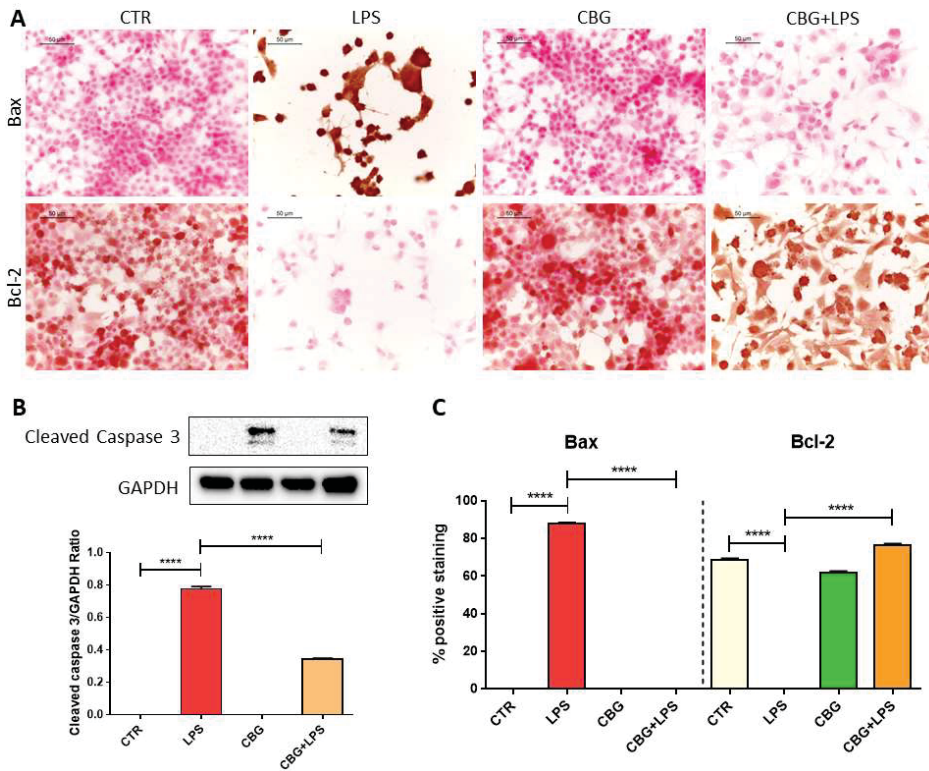 A
CTR LPS CBG CBG+LPS
Bax
50 µm 50 µm 50 µm 50 µm
Bcl-2
50 µm 50 µm 50 µm 50 µm
B
Cleaved Caspase 3
GAPDH
Cleaved caspase 3/GAPDH Ratio
1.0
0.8
0.6
0.4
0.2
0.0
**** ****
CTR LPS CBG CBG+LPS
C
Bax Bcl-2
% positive staining
100
80
60
40
20
0
**** **** **** ****
CTR LPS CBG CBG+LPS CTR LPS CBG CBG+LPS